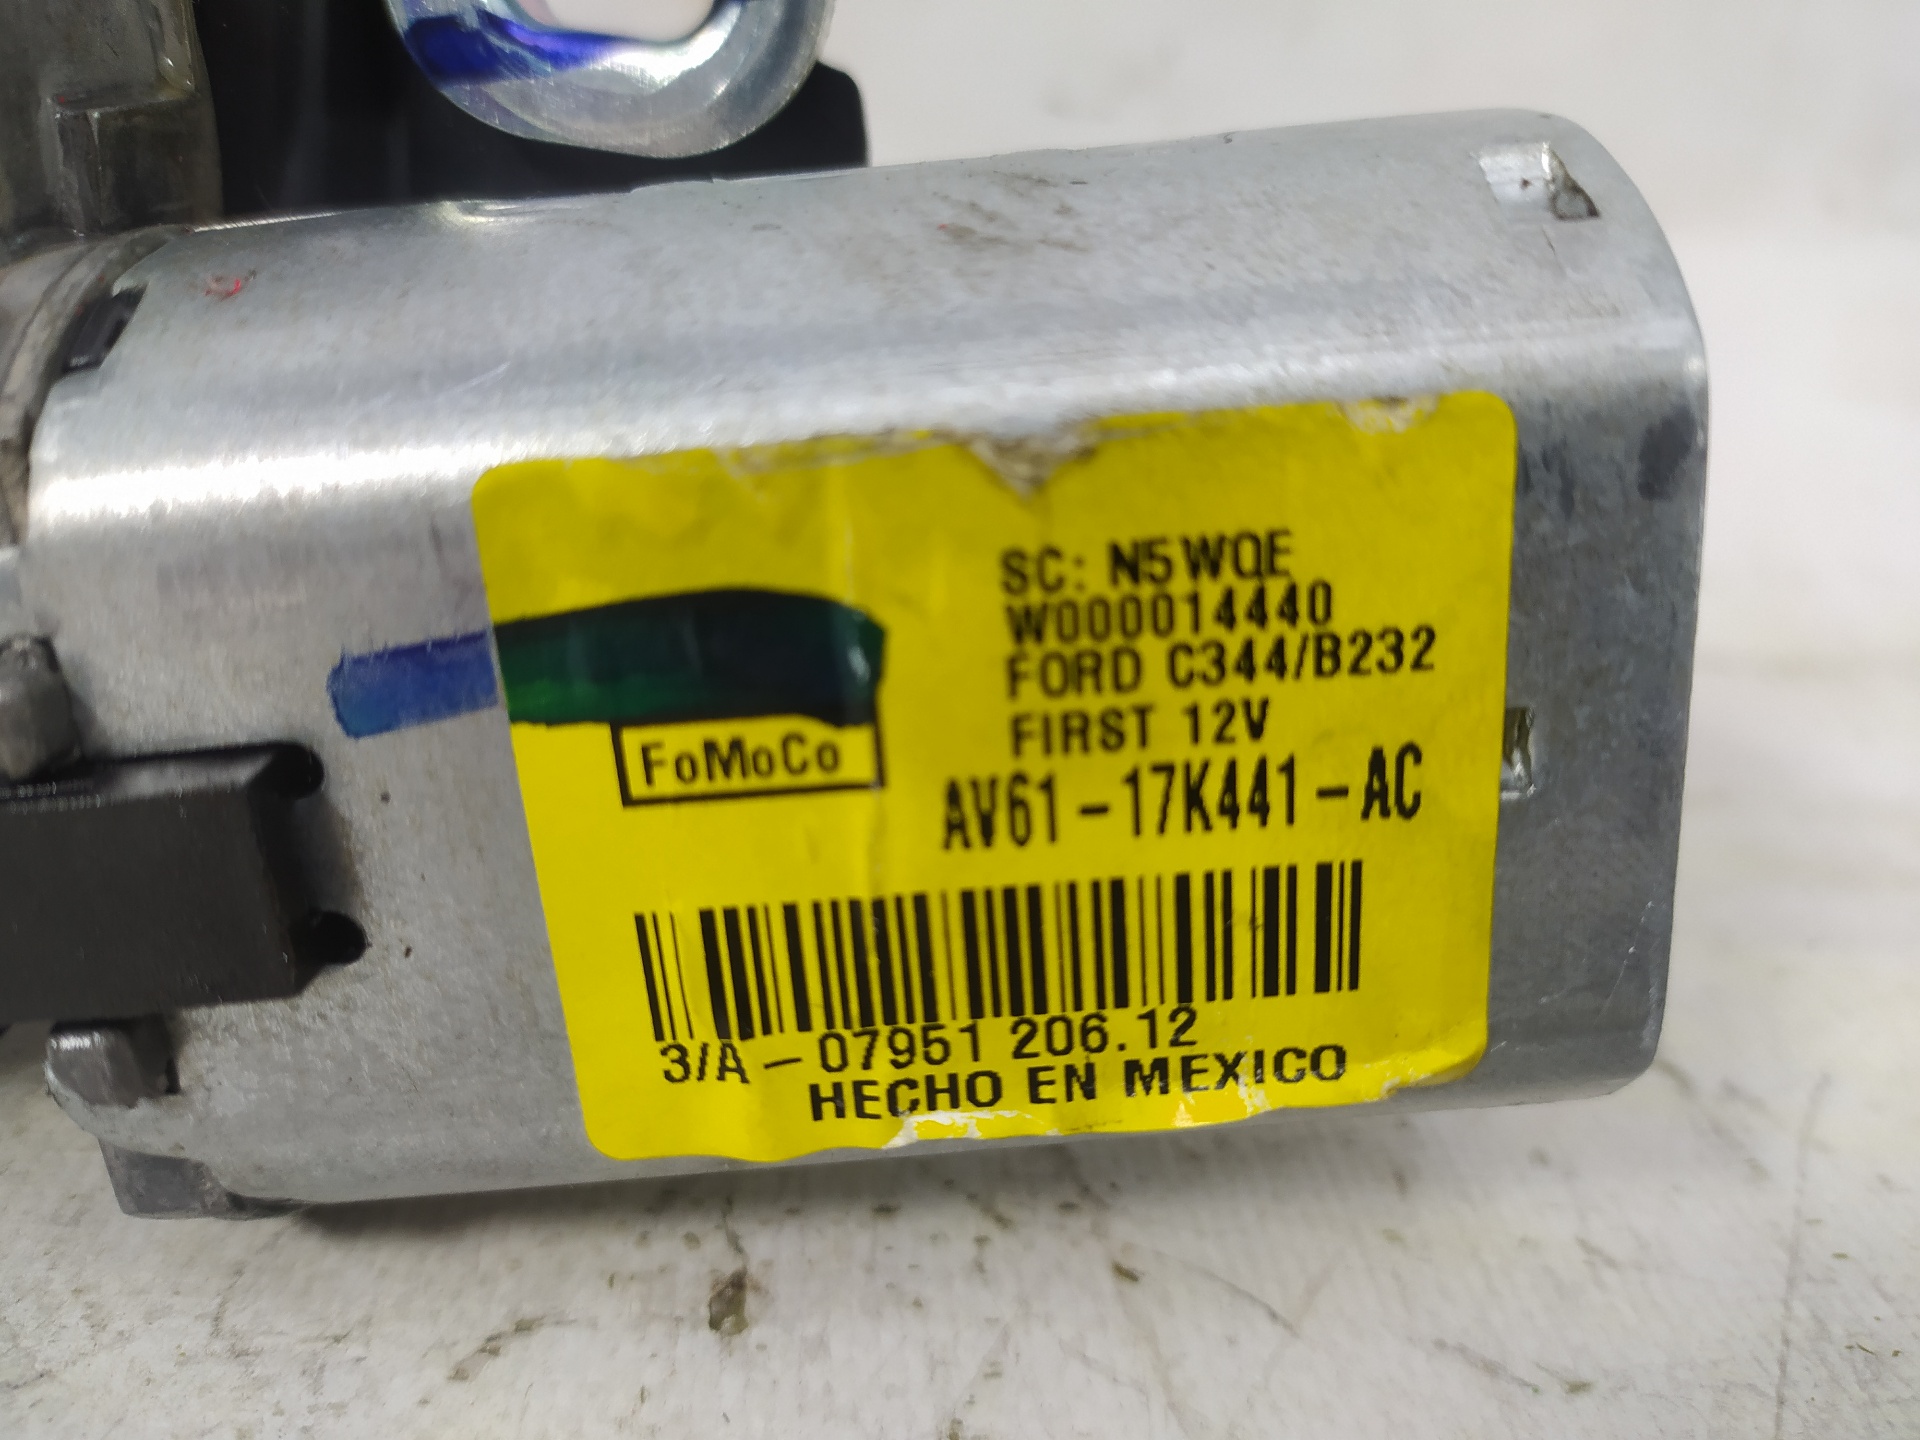 SC: N5WQE
W000014440
FORD C344/B232
FIRST 12V
FoMoCo
AV61-17K441-AC
3/A-07951 206.12
HECHO EN MEXICO